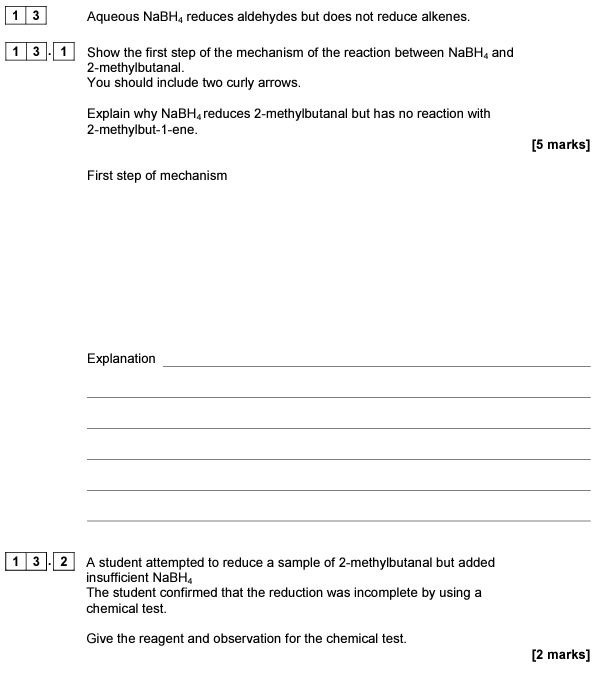 1 3 Aqueous NaBH₄ reduces aldehydes but does not reduce alkenes.
1 3 . 1 Show the first step of the mechanism of the reaction between NaBH₄ and
2-methylbutanal.
You should include two curly arrows.
Explain why NaBH₄ reduces 2-methylbutanal but has no reaction with
2-methylbut-1-ene.
[5 marks]
First step of mechanism
Explanation
1 3 . 2 A student attempted to reduce a sample of 2-methylbutanal but added
insufficient NaBH₄
The student confirmed that the reduction was incomplete by using a
chemical test.
Give the reagent and observation for the chemical test.
[2 marks]